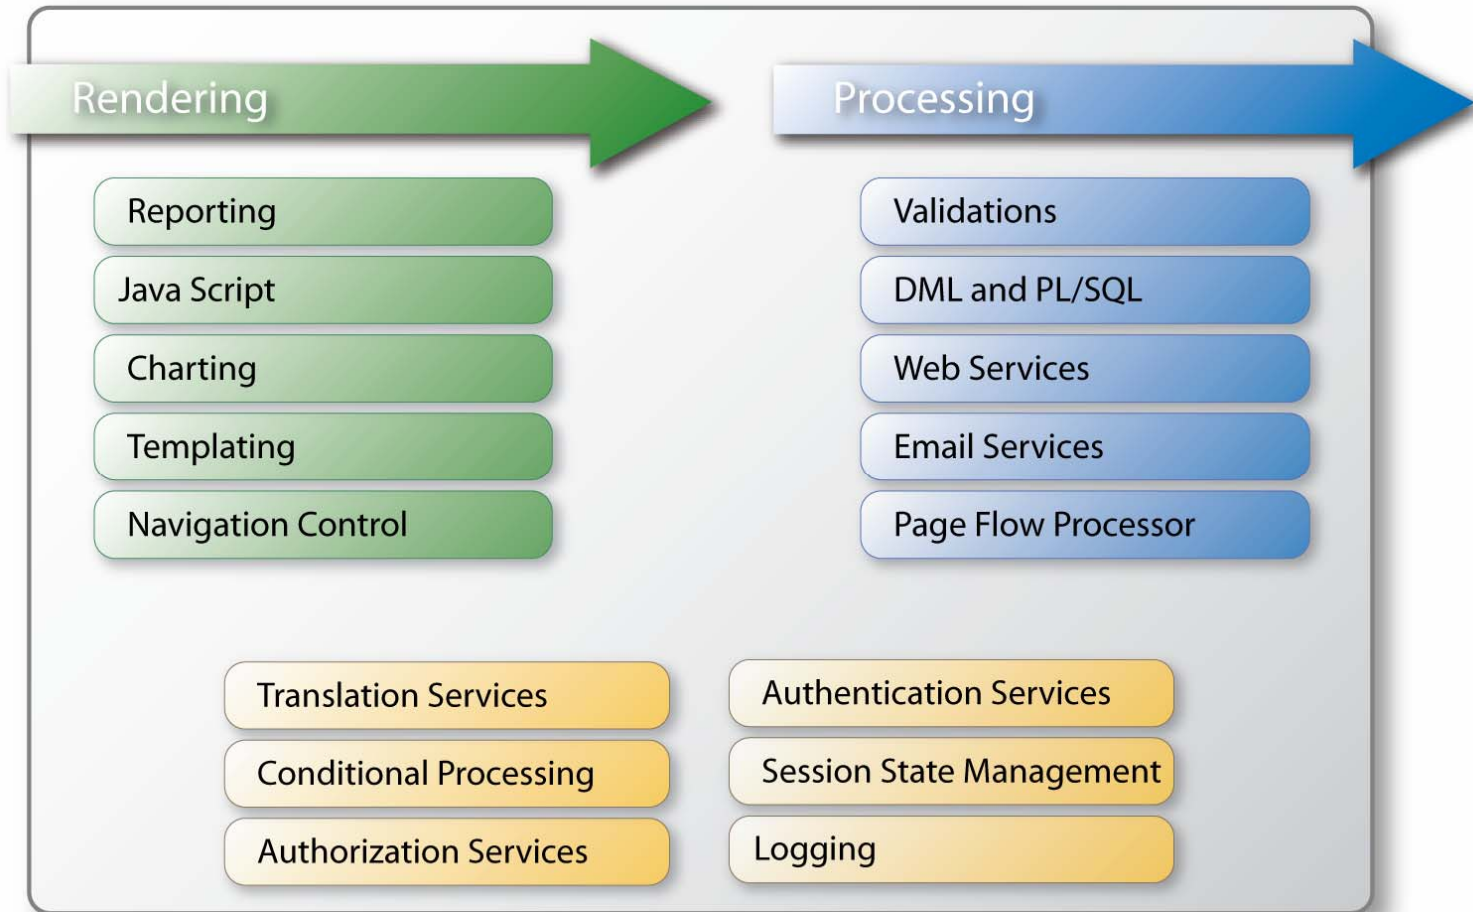 Rendering
Reporting
Java Script
Charting
Templating
Navigation Control
Processing
Validations
DML and PL/SQL
Web Services
Email Services
Page Flow Processor
Translation Services
Conditional Processing
Authorization Services
Authentication Services
Session State Management
Logging